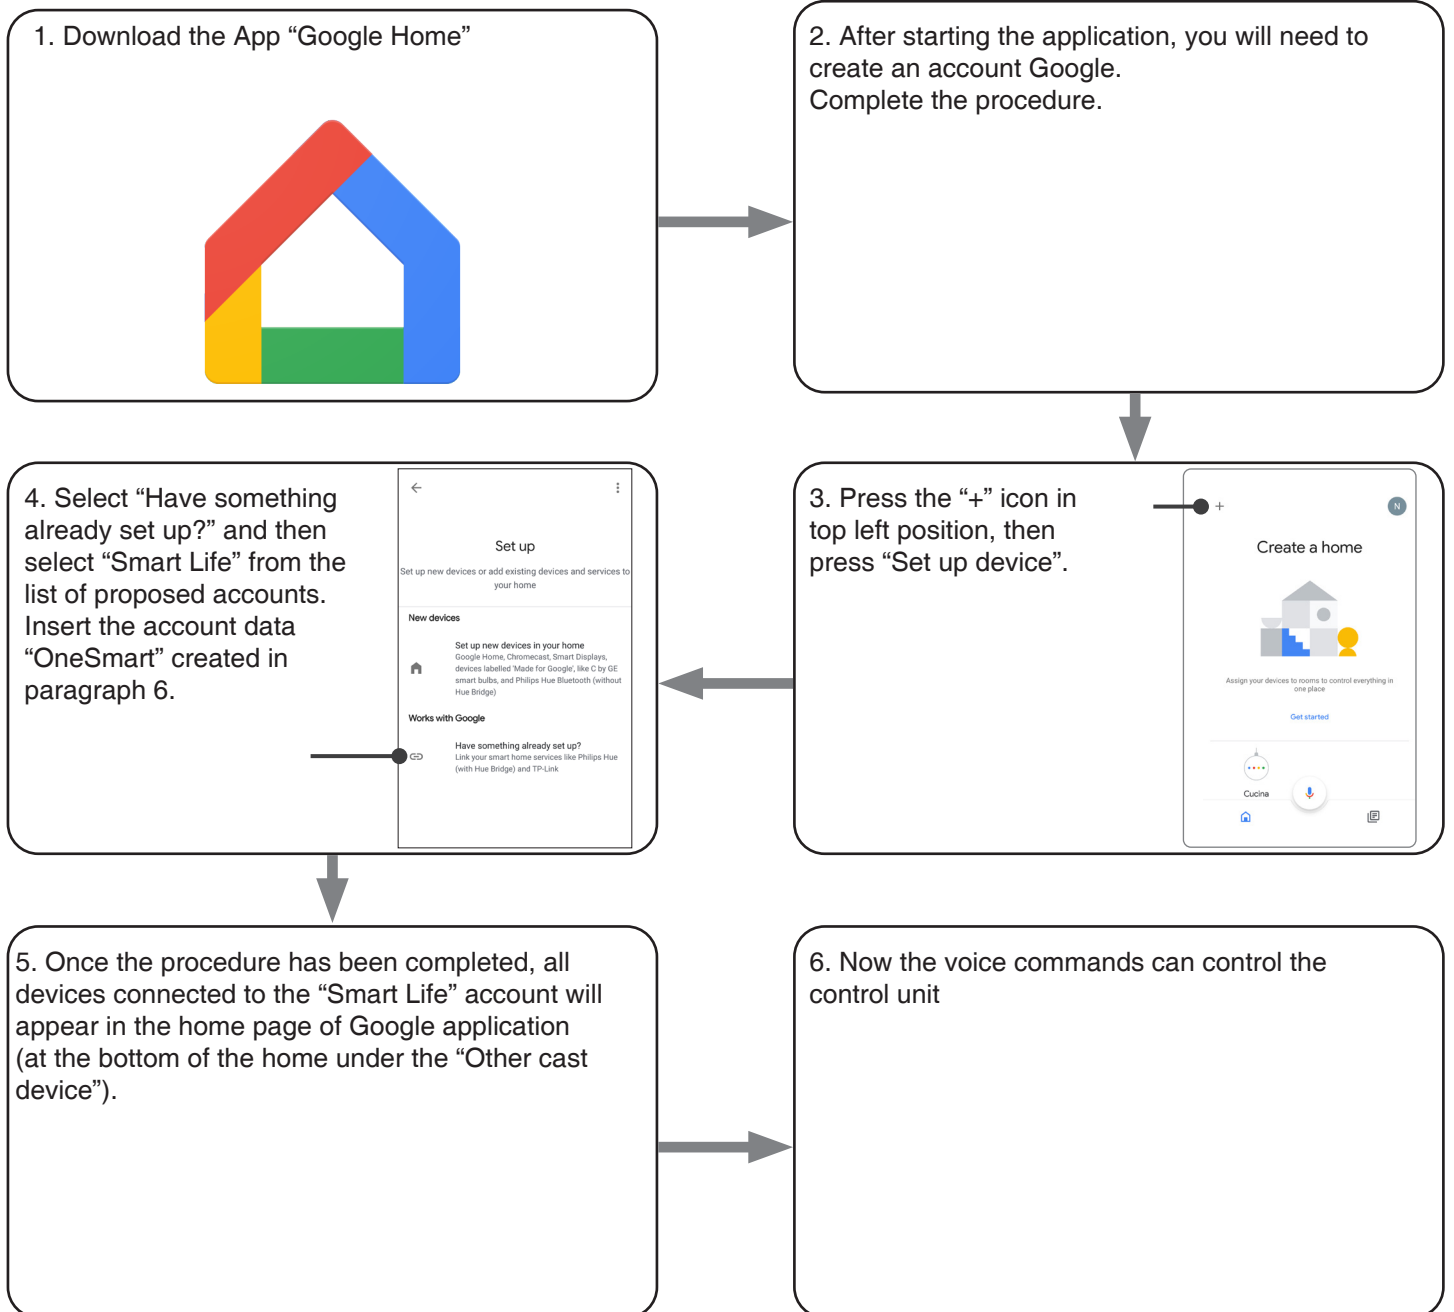 1. Download the App “Google Home”
2. After starting the application, you will need to
create an account Google.
Complete the procedure.
3. Press the “+” icon in
top left position, then
press “Set up device”.
+
N
Create a home
Assign your devices to rooms to control everything in
one place
Get started
Cucina
4. Select “Have something
already set up?” and then
select “Smart Life” from the
list of proposed accounts.
Insert the account data
“OneSmart” created in
paragraph 6.
Set up
Set up new devices or add existing devices and services to
your home
New devices
Set up new devices in your home
Google Home, Chromecast, Smart Displays,
devices labelled 'Made for Google', like C by GE
smart bulbs, and Philips Hue Bluetooth (without
Hue Bridge)
Works with Google
Have something already set up?
Link your smart home services like Philips Hue
(with Hue Bridge) and TP-Link
5. Once the procedure has been completed, all
devices connected to the “Smart Life” account will
appear in the home page of Google application
(at the bottom of the home under the “Other cast
device”).
6. Now the voice commands can control the
control unit